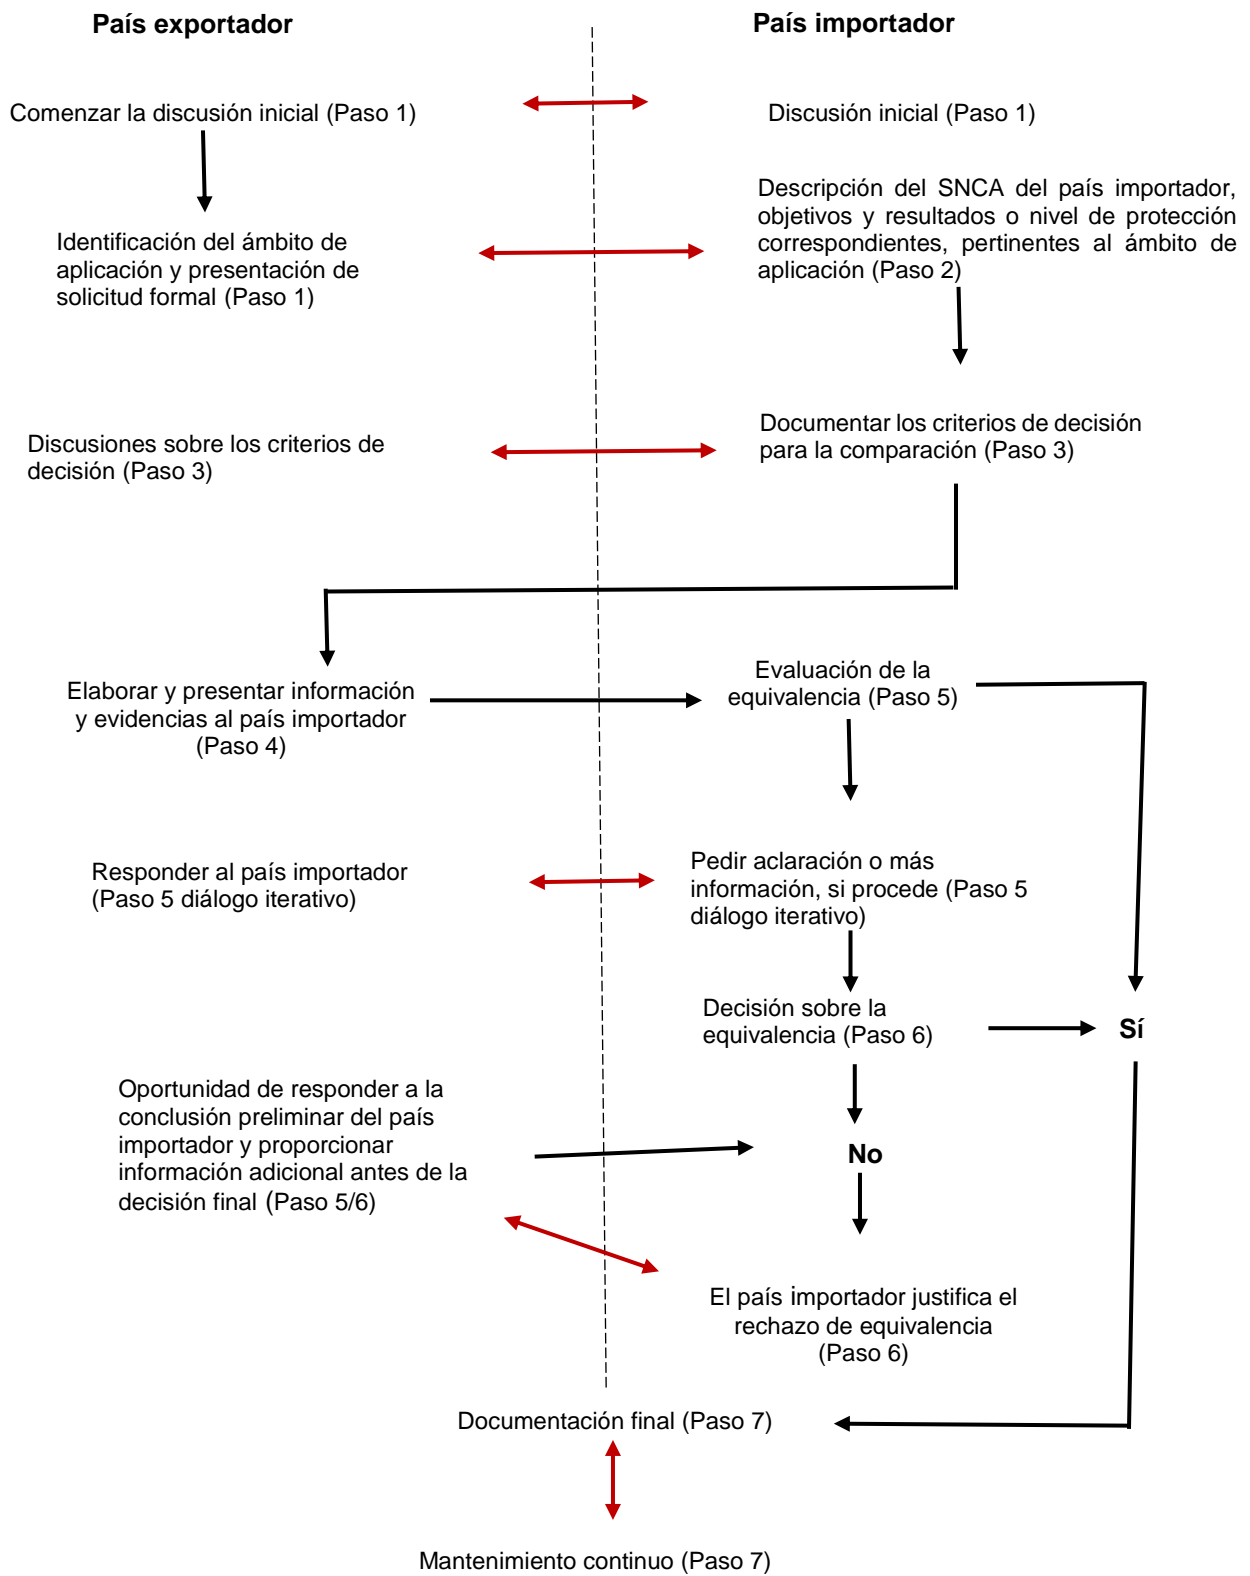 País exportador
País importador
Comenzar la discusión inicial (Paso 1)
Discusión inicial (Paso 1)
Identificación del ámbito de
aplicación y presentación de
solicitud formal (Paso 1)
Descripción del SNCA del país importador,
objetivos y resultados o nivel de protección
correspondientes, pertinentes al ámbito de
aplicación (Paso 2)
Discusiones sobre los criterios de
decisión (Paso 3)
Documentar los criterios de decisión
para la comparación (Paso 3)
Elaborar y presentar información
y evidencias al país importador
(Paso 4)
Evaluación de la
equivalencia (Paso 5)
Responder al país importador
(Paso 5 diálogo iterativo)
Pedir aclaración o más
información, si procede (Paso 5
diálogo iterativo)
Decisión sobre la
equivalencia (Paso 6)
Sí
Oportunidad de responder a la
conclusión preliminar del país
importador y proporcionar
información adicional antes de la
decisión final (Paso 5/6)
No
El país importador justifica el
rechazo de equivalencia
(Paso 6)
Documentación final (Paso 7)
Mantenimiento continuo (Paso 7)